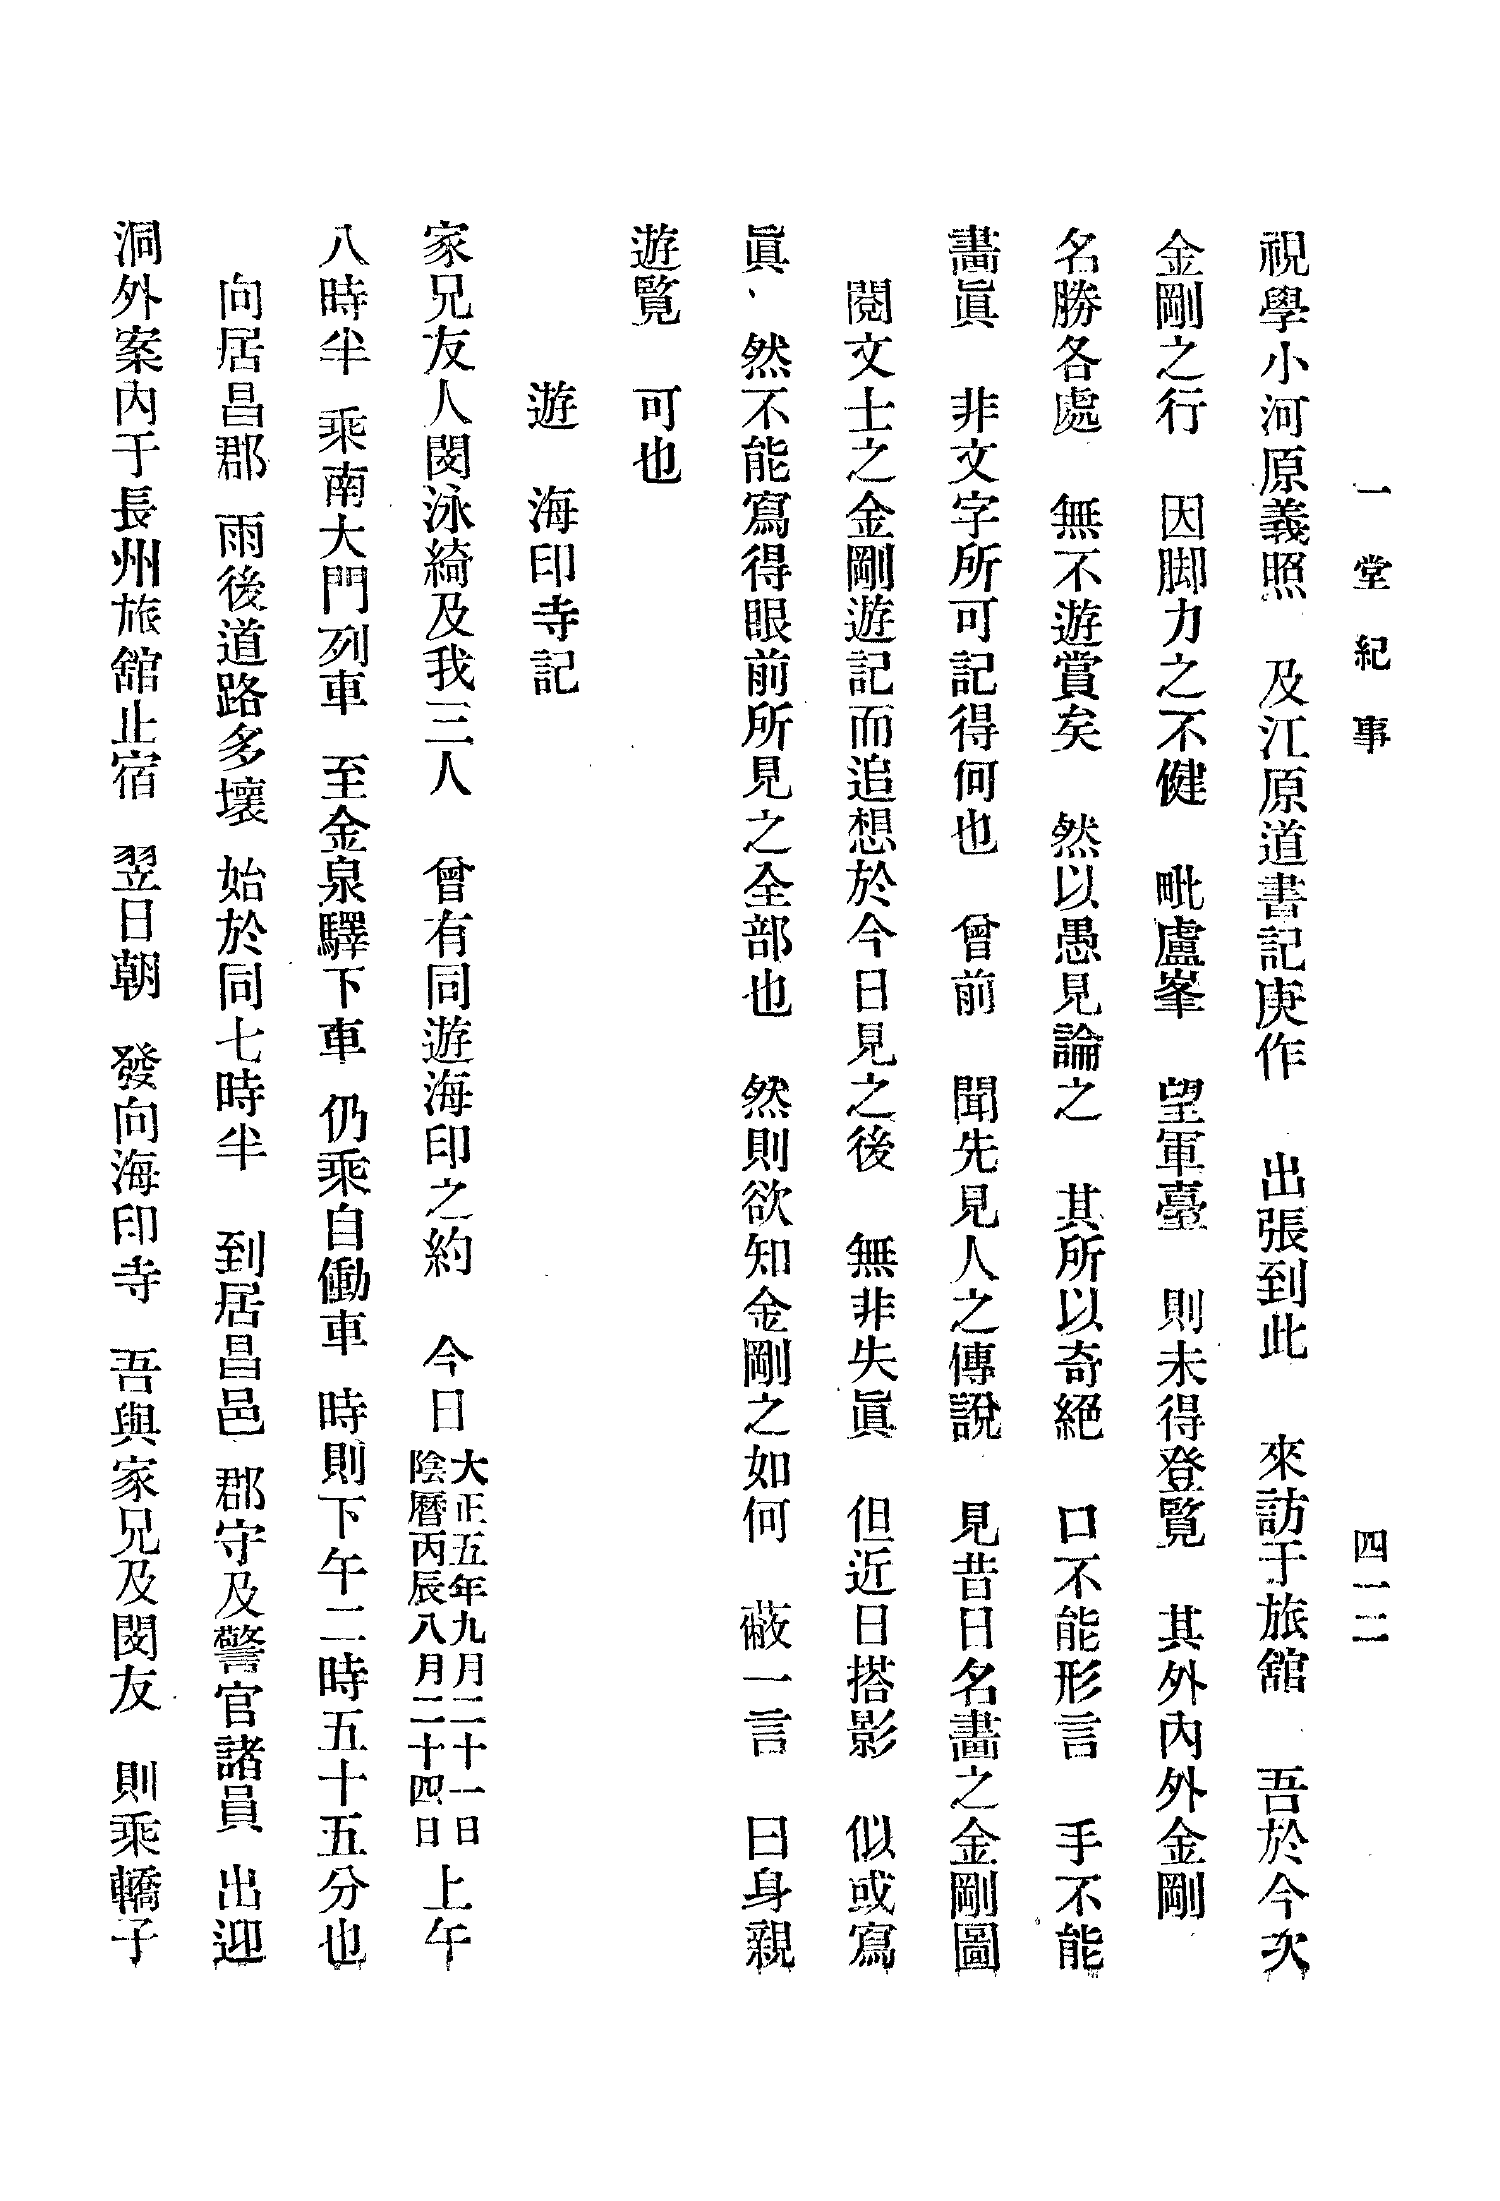 一堂紀事　四一二
視學小河原義照　及江原道書記庚作　出張到此　來訪于旅舘　吾於今次
金剛之行　因脚力之不健　毗盧峯　望軍臺　則未得登覽　其外內外金剛
名勝各處　無不遊賞矣　然以愚見論之　其所以奇絕　口不能形言　手不能
畵眞　非文字所可記得何也　曾前　聞先見人之傳說　見昔日名畵之金剛圖
閱文士之金剛遊記而追想於今日見之後　無非失眞　但近日搭影　似或寫
眞、然不能寫得眼前所見之全部也　然則欲知金剛之如何　蔽一言　曰身親
遊覽　可也
遊　海印寺記
家兄友人閔泳綺及我三人　曾有同遊海印之約　今日大正五年九月二十一日陰曆丙辰八月二十四日上午
八時半　乘南大門列車　至金泉驛下車　仍乘自働車　時則下午二時五十五分也
向居昌郡　雨後道路多壞　始於同七時半　到居昌邑　郡守及警官諸員　出迎
洞外案內于長州旅舘止宿　翌日朝　發向海印寺　吾與家兄及閔友　則乘轎子